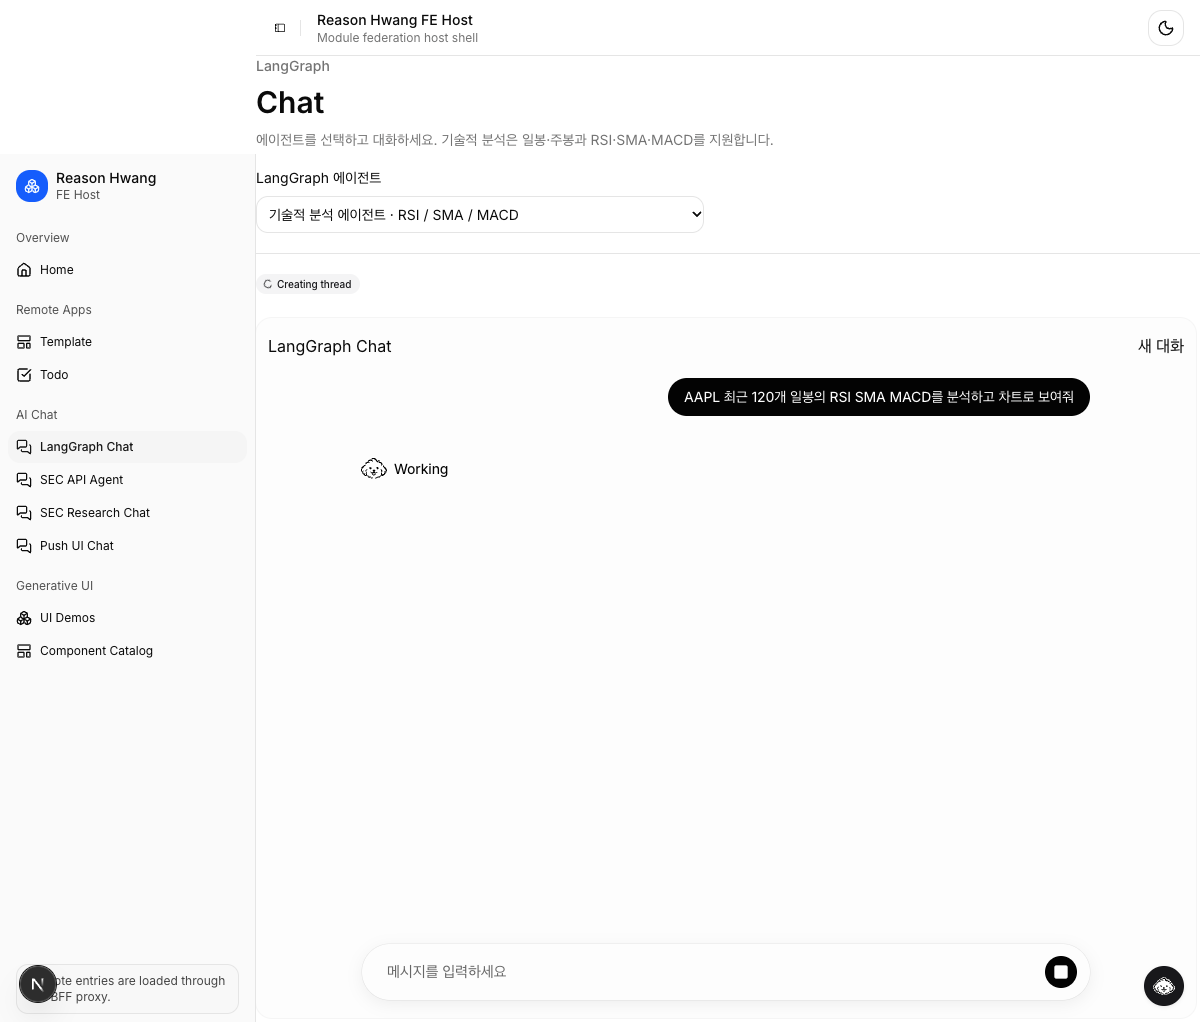 Reason Hwang FE Host
Module federation host shell
LangGraph
Chat
에이전트를 선택하고 대화하세요. 기술적 분석은 일봉·주봉과 RSI·SMA·MACD를 지원합니다.
LangGraph 에이전트
기술적 분석 에이전트 · RSI / SMA / MACD
Creating thread
LangGraph Chat
새 대화
AAPL 최근 120개 일봉의 RSI SMA MACD를 분석하고 차트로 보여줘
Working
메시지를 입력하세요
Reason Hwang
FE Host
Overview
Home
Remote Apps
Template
Todo
AI Chat
LangGraph Chat
SEC API Agent
SEC Research Chat
Push UI Chat
Generative UI
UI Demos
Component Catalog
entries are loaded through
BFF proxy.
N